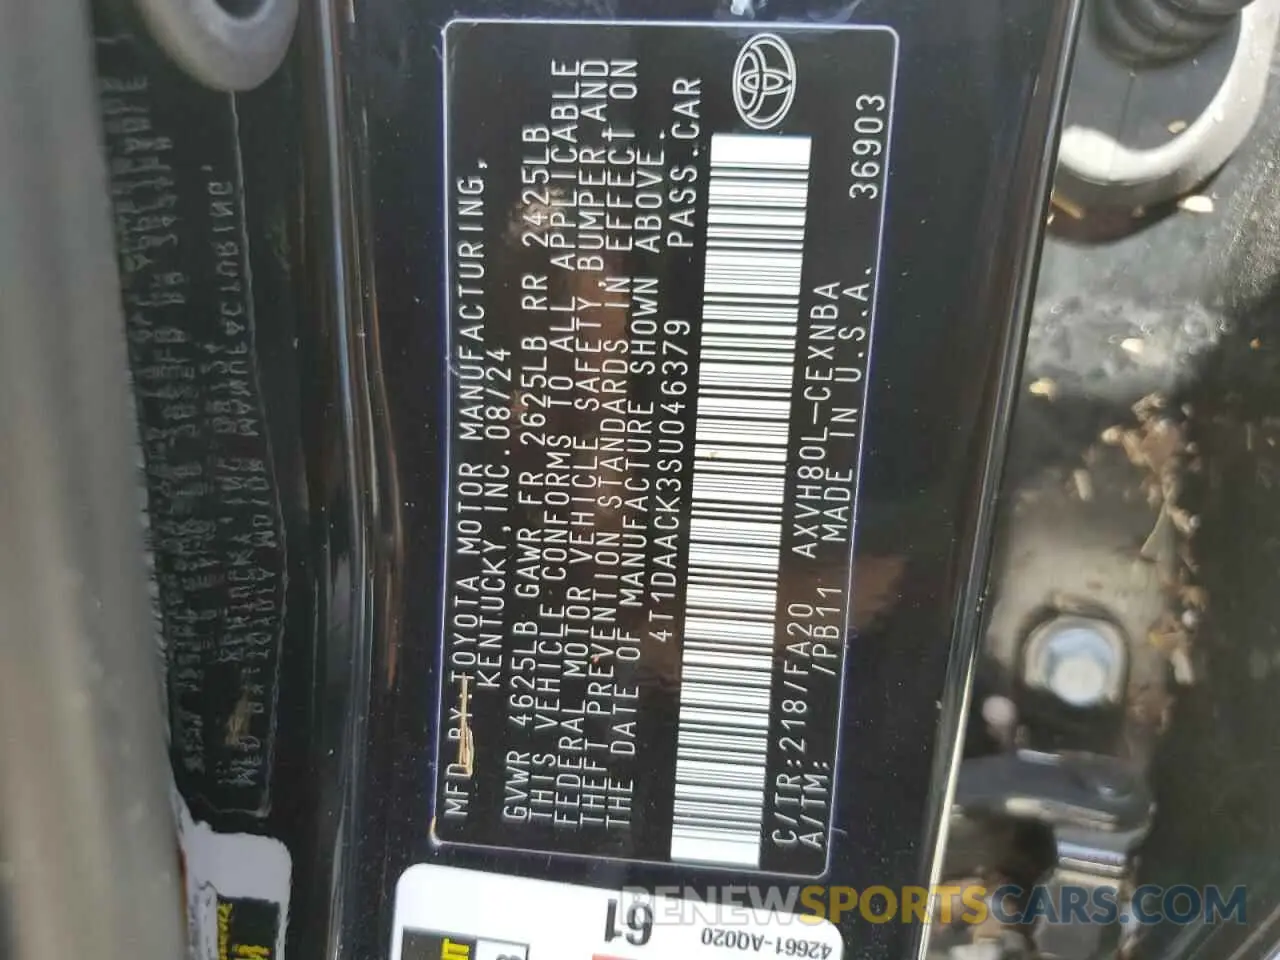 MFD. BY: TOYOTA MOTOR MANUFACTURING,
KENTUCKY, INC. 08/24
GVWR 4625LB GAWR FR 2625LB RR 2425LB
THIS VEHICLE CONFORMS TO ALL APPLICABLE
FEDERAL MOTOR VEHICLE SAFETY, BUMPER, AND
THEFT PREVENTION STANDARDS IN EFFECT ON
THE DATE OF MANUFACTURE SHOWN ABOVE.
4T1DAACK3SU046379 PASS. CAR
C/TR:218/FA20 AXVH80L-CEXNBA 36903
A/TM: /PB11 MADE IN U.S.A.
61
42661-AQ020
RENEWSPORTSCARS.COM